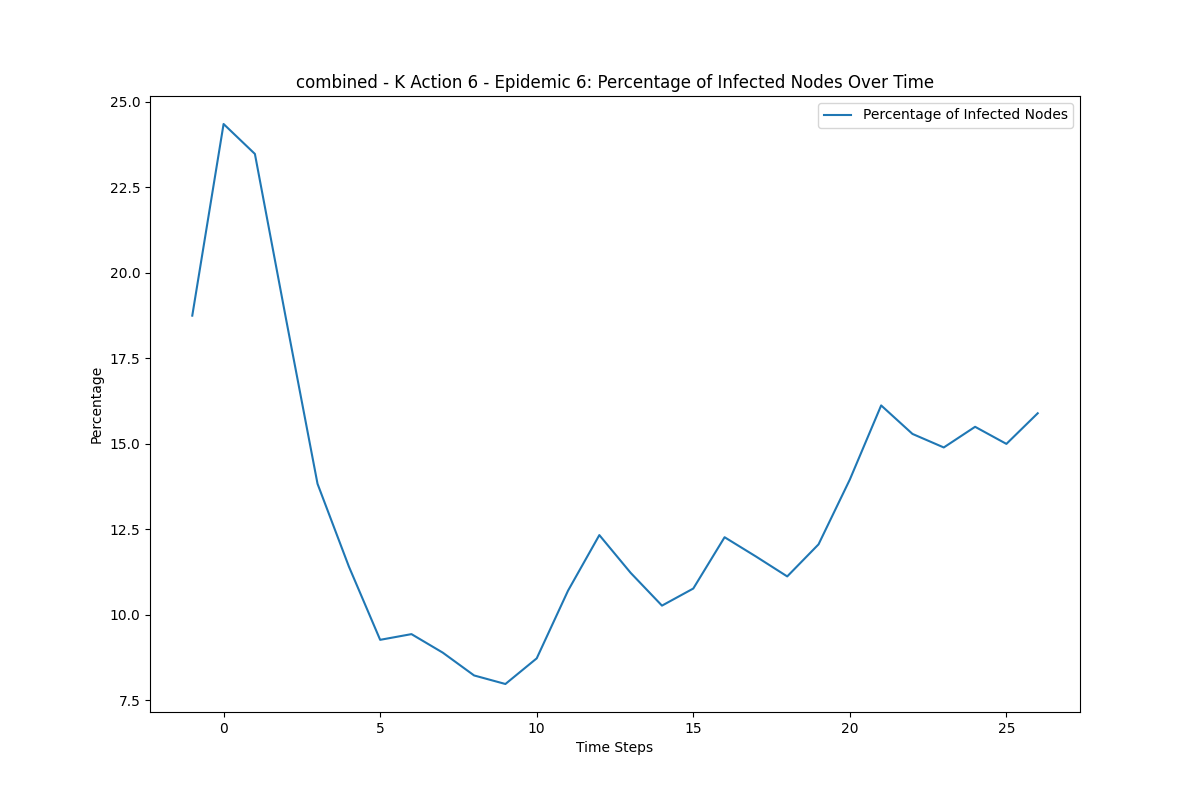 combined - K Action 6 - Epidemic 6: Percentage of Infected Nodes Over Time
Percentage of Infected Nodes
25.0
22.5
20.0
17.5
15.0
12.5
10.0
7.5
Percentage
0 5 10 15 20 25
Time Steps